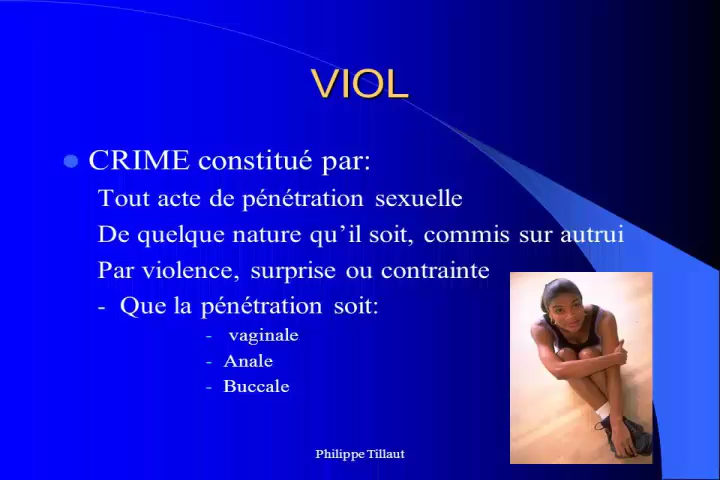 VIOL
CRIME constitué par:
Tout acte de pénétration sexuelle
De quelque nature qu’il soit, commis sur autrui
Par violence, surprise ou contrainte
- Que la pénétration soit:
- vaginale
- Anale
- Buccale
Philippe Tillaut